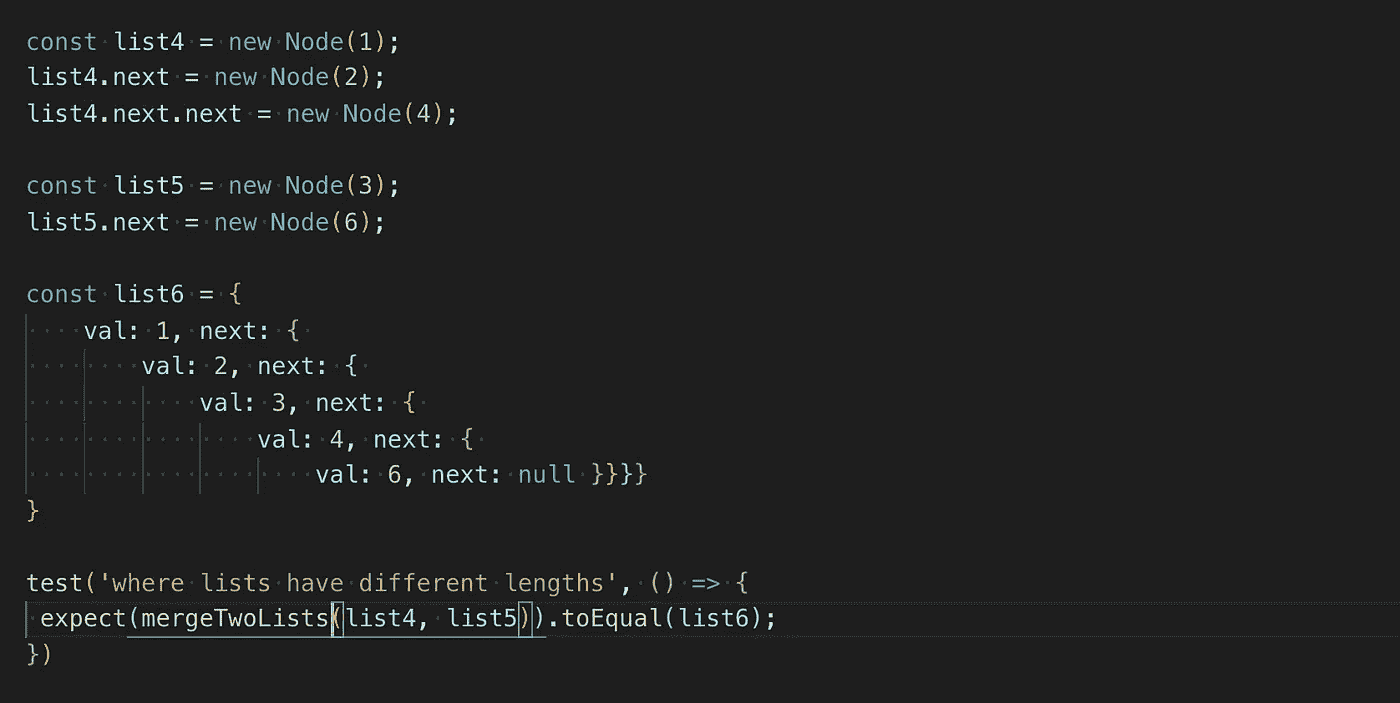 const list4 = new Node(1);
list4.next = new Node(2);
list4.next.next = new Node(4);
const list5 = new Node(3);
list5.next = new Node(6);
const list6 = {
    val: 1, next: {
        val: 2, next: {
            val: 3, next: {
                val: 4, next: {
                    val: 6, next: null }}}}
}
test('where lists have different lengths', () => {
 expect(mergeTwoLists(list4, list5)).toEqual(list6);
})